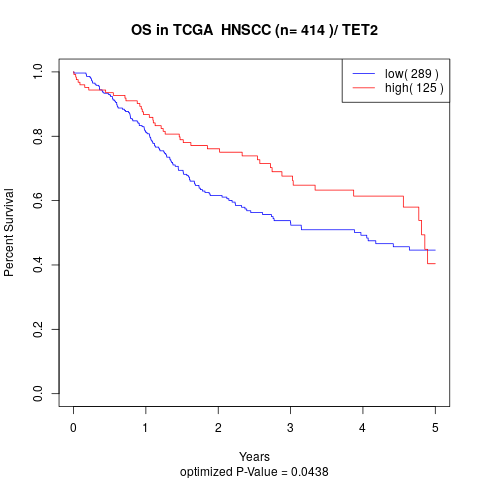 OS in TCGA  HNSCC (n= 414 )/ TET2
low( 289 )
high( 125 )
Percent Survival
1.0
0.8
0.6
0.4
0.2
0.0
0 1 2 3 4 5
Years
optimized P-Value = 0.0438